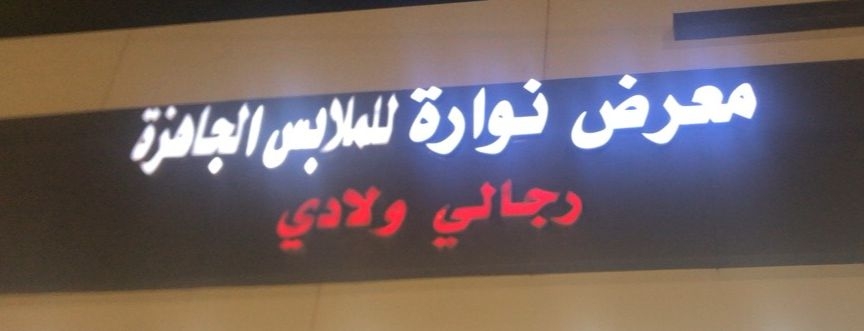 معرض نوارة للملابس الجاهزة
رجالي ولادي